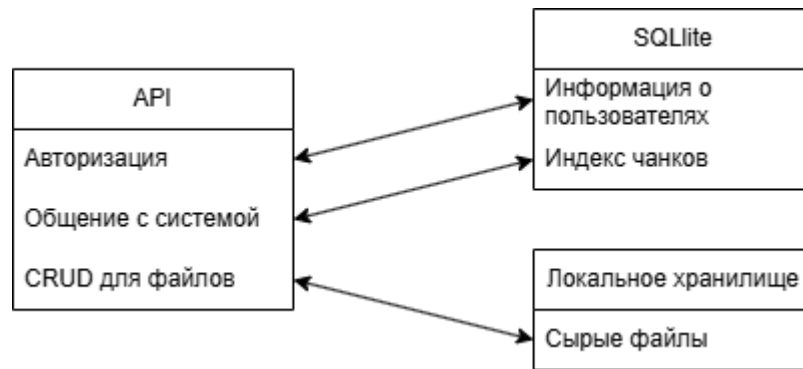 API
Авторизация
Общение с системой
CRUD для файлов
SQLlite
Информация о
пользователях
Индекс чанков
Локальное хранилище
Сырые файлы